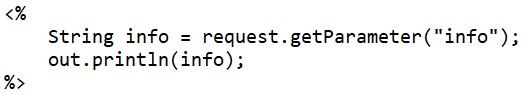 <%
    String info = request.getParameter("info");
    out.println(info);
%>